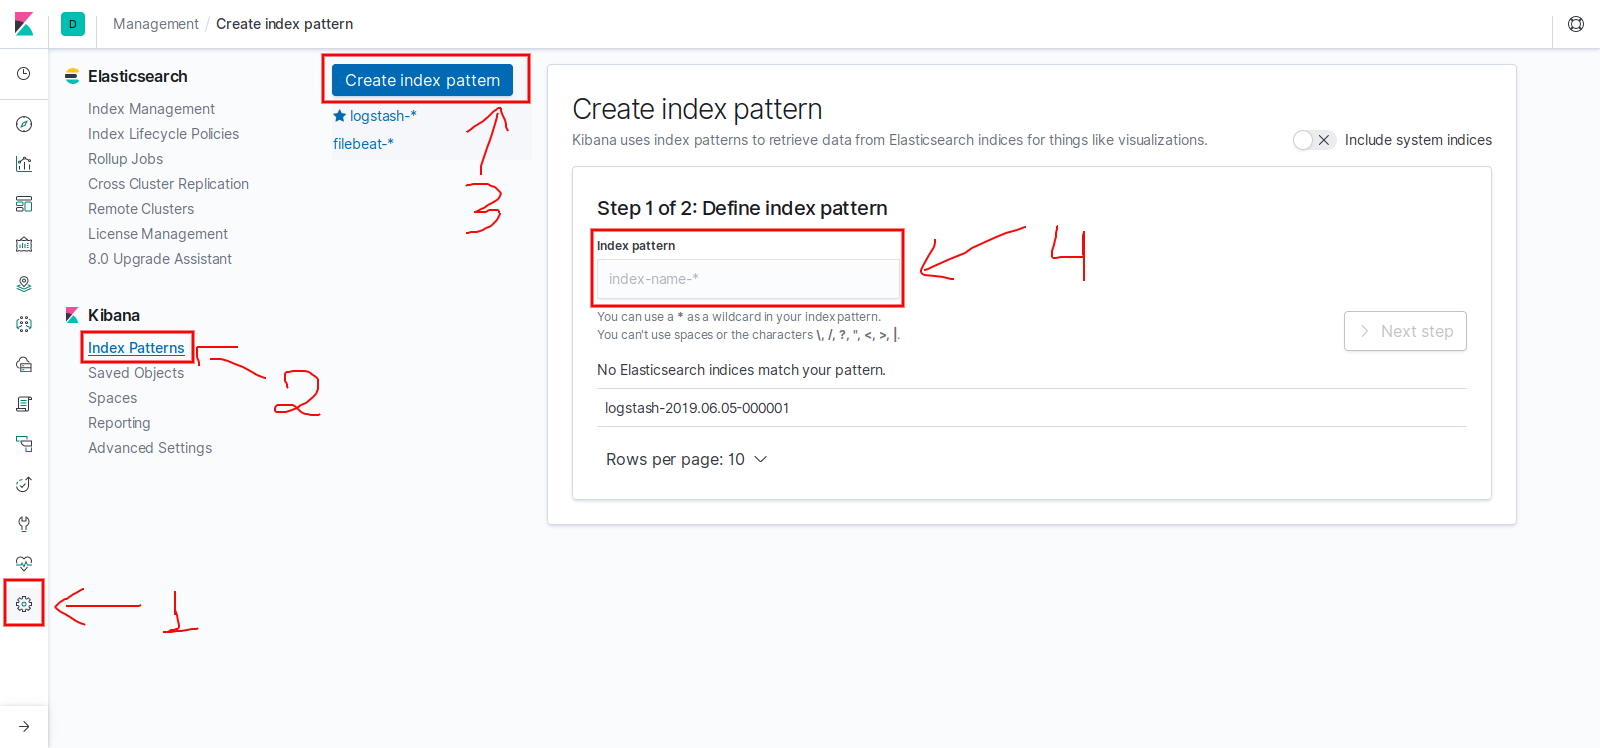 D
Management / Create index pattern
Elasticsearch
Index Management
Index Lifecycle Policies
Rollup Jobs
Cross Cluster Replication
Remote Clusters
License Management
8.0 Upgrade Assistant
Kibana
Index Patterns
Saved Objects
Spaces
Reporting
Advanced Settings
Create index pattern
logstash-*
filebeat-*
Create index pattern
Kibana uses index patterns to retrieve data from Elasticsearch indices for things like visualizations.
Include system indices
Step 1 of 2: Define index pattern
Index pattern
index-name-*
You can use a * as a wildcard in your index pattern.
You can't use spaces or the characters \, /, ?, ", <, >, |.
Next step
No Elasticsearch indices match your pattern.
logstash-2019.06.05-000001
Rows per page: 10
1
2
3
4